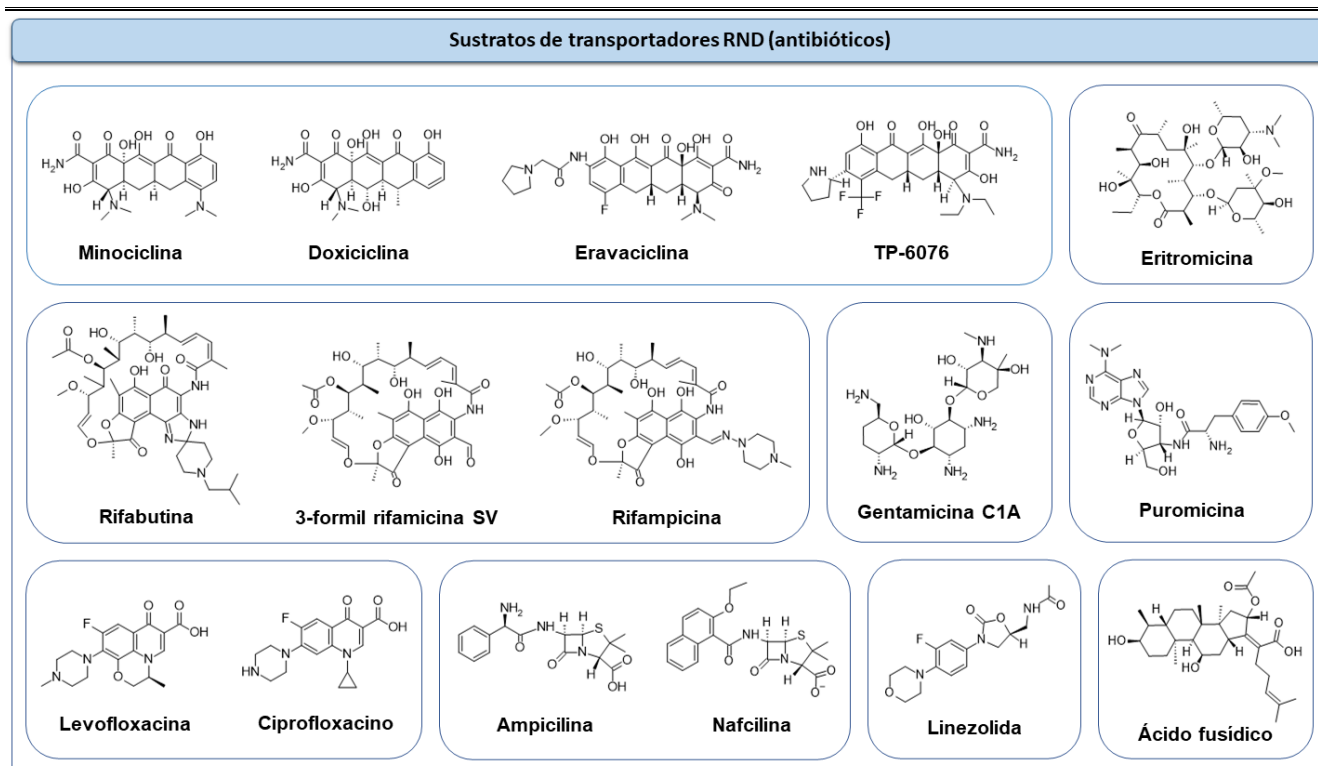 Sustratos de transportadores RND (antibióticos)
Minociclina
Doxiciclina
Eravaciclina
TP-6076
Eritromicina
Rifabutina
3-formil rifamicina SV
Rifampicina
Gentamicina C1A
Puromicina
Levofloxacina
Ciprofloxacino
Ampicilina
Nafcilina
Linezolida
Ácido fusídico